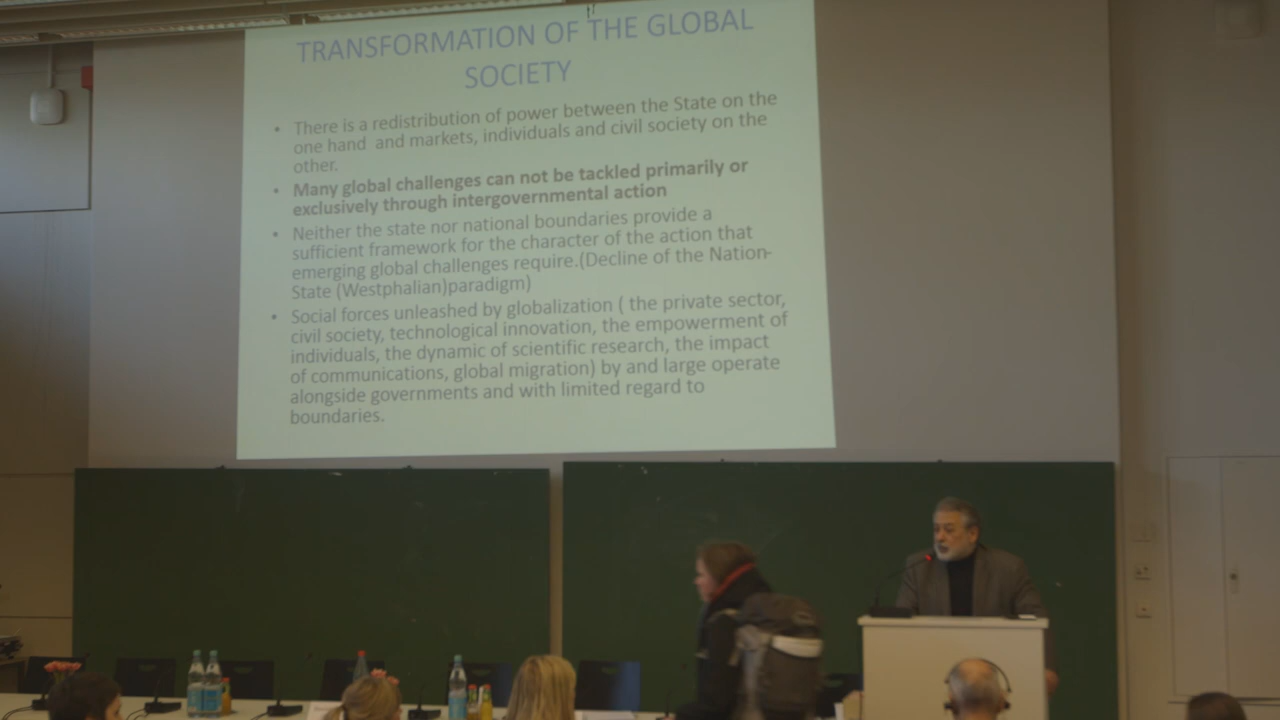 TRANSFORMATION OF THE GLOBAL
SOCIETY
• There is a redistribution of power between the State on the
one hand and markets, individuals and civil society on the
other.
• Many global challenges can not be tackled primarily or
exclusively through intergovernmental action
• Neither the state nor national boundaries provide a
sufficient framework for the character of the action that
emerging global challenges require.(Decline of the Nation-
State (Westphalian)paradigm)
• Social forces unleashed by globalization ( the private sector,
civil society, technological innovation, the empowerment of
individuals, the dynamic of scientific research, the impact
of communications, global migration) by and large operate
alongside governments and with limited regard to
boundaries.